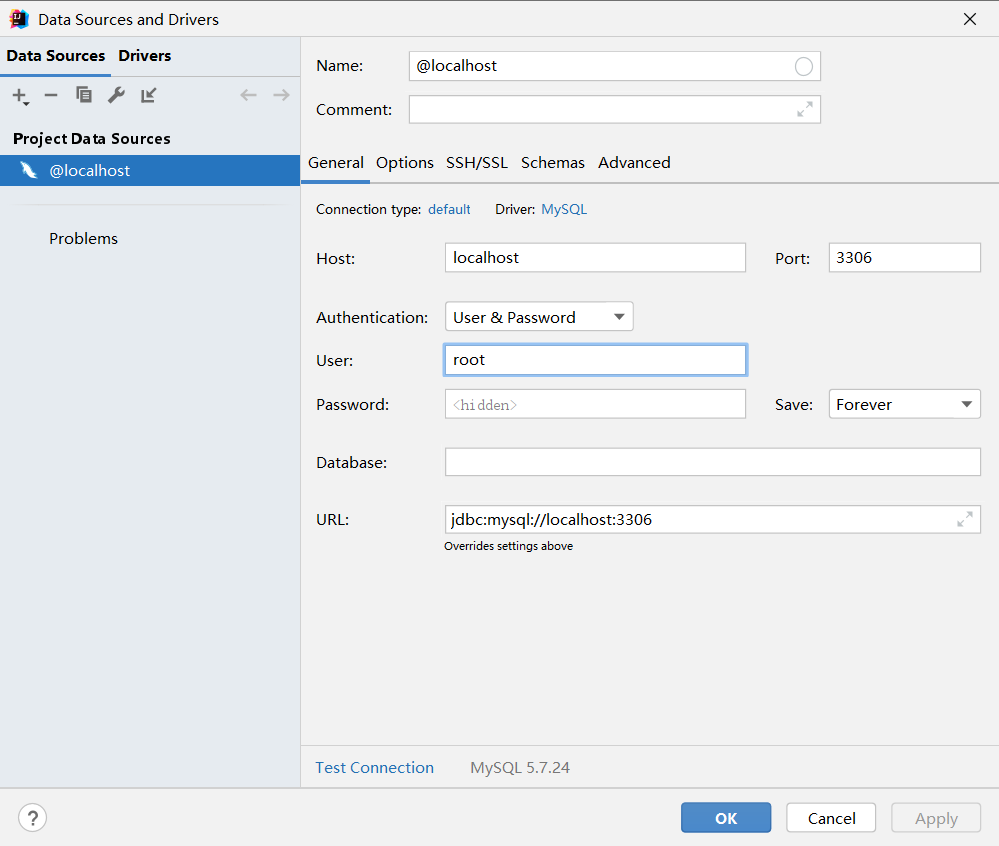 Data Sources and Drivers
Data Sources Drivers
Project Data Sources
@localhost
Problems
Name: @localhost
Comment:
General Options SSH/SSL Schemas Advanced
Connection type: default Driver: MySQL
Host: localhost Port: 3306
Authentication: User & Password
User: root
Password: <hidden> Save: Forever
Database:
URL: jdbc:mysql://localhost:3306
Overrides settings above
Test Connection MySQL 5.7.24
? OK Cancel Apply